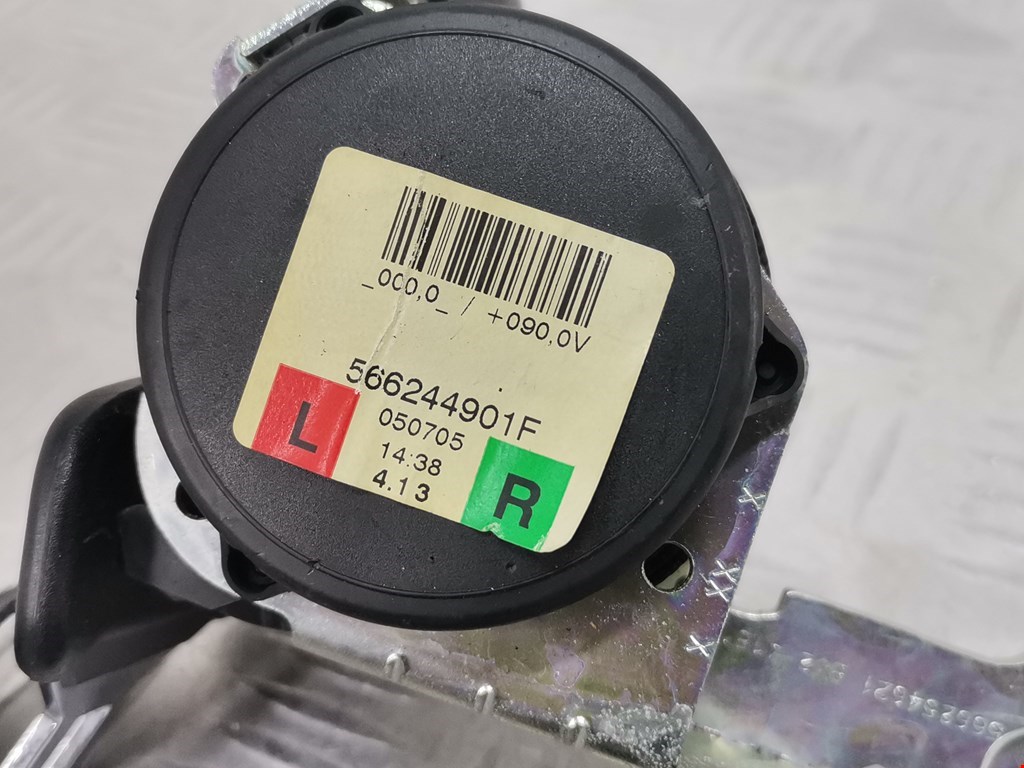 _000,0_ / +090,0V
566244901F
050705
14:38
4.13
L
R